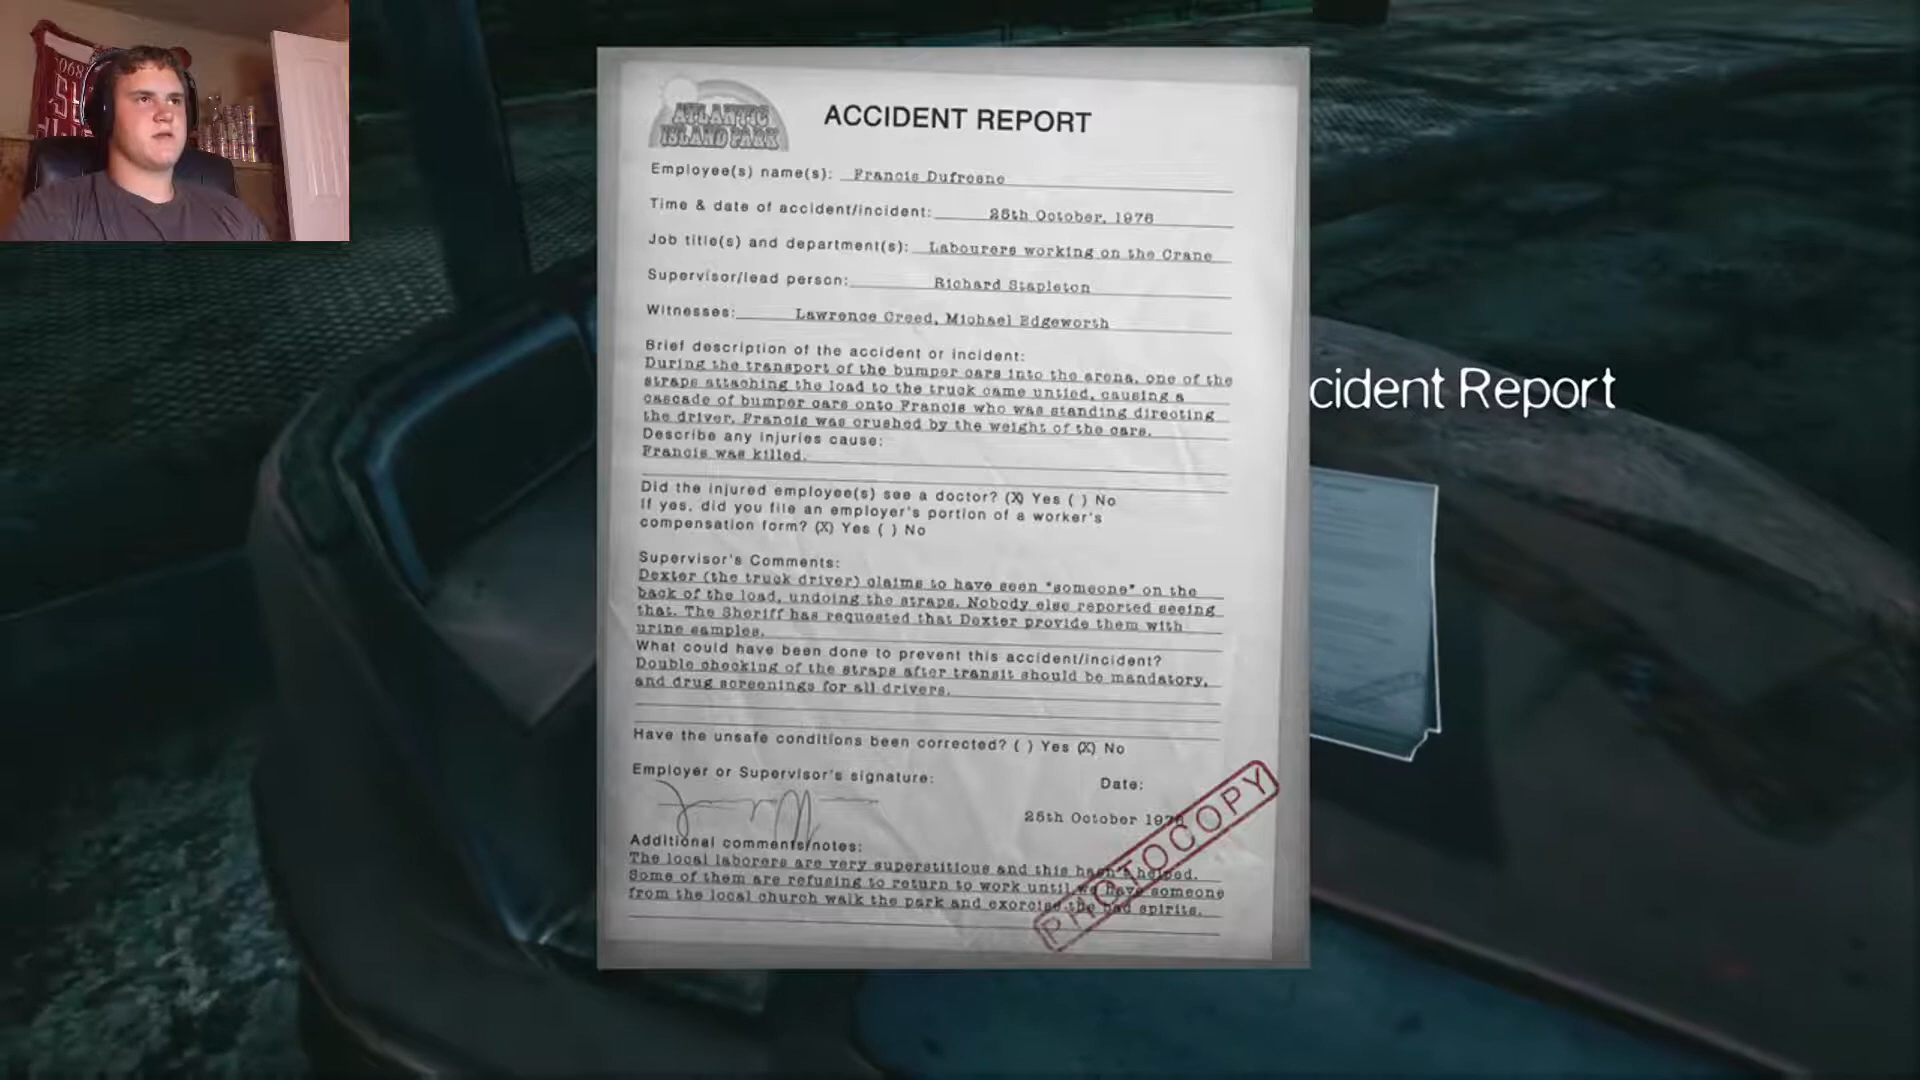 ATLANTIC
ISLAND PARK
ACCIDENT REPORT
Employee(s) name(s): Francis Dufresne
Time & date of accident/incident: 25th October, 1976
Job title(s) and department(s): Labourers working on the Crane
Supervisor/lead person: Richard Stapleton
Witnesses: Lawrence Creed, Michael Edgeworth
Brief description of the accident or incident:
During the transport of the bumper cars into the arena, one of the
straps attaching the load to the truck came untied, causing a
cascade of bumper cars onto Francis who was standing directing
the driver. Francis was crushed by the weight of the cars.
Describe any injuries cause:
Francis was killed.
Did the injured employee(s) see a doctor? (X) Yes ( ) No
If yes, did you file an employer's portion of a worker's
compensation form? (X) Yes ( ) No
Supervisor's Comments:
Dexter (the truck driver) claims to have seen "someone" on the
back of the load, undoing the straps. Nobody else reported seeing
that. The Sheriff has requested that Dexter provide them with
urine samples.
What could have been done to prevent this accident/incident?
Double checking of the straps after transit should be mandatory,
and drug screenings for all drivers.
Have the unsafe conditions been corrected? ( ) Yes (X) No
Employer or Supervisor's signature:
Date:
25th October 1976
Additional comments/notes:
The local laborers are very superstitious and this hasn't helped.
Some of them are refusing to return to work until we have someone
from the local church walk the park and exorcise the bad spirits.
PHOTOCOPY
cident Report